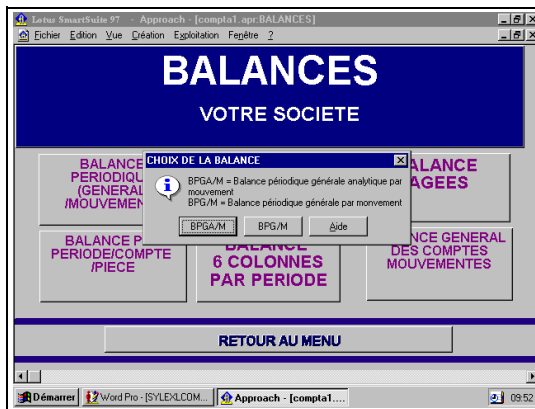 Lotus SmartSuite 97 - Approach - [compta1.apr:BALANCES]
Fichier Edition Vue Création Exploitation Fenêtre ?
BALANCES
VOTRE SOCIETE
BALANCE
PERIODIQU
(GENERAL
/MOUVEMEN
ALANCE
AGEES
CHOIX DE LA BALANCE
BPGA/M = Balance périodique générale analytique par
mouvement
BPG/M = Balance périodique générale par monvement
BPGA/M BPG/M Aide
BALANCE P
PERIODE/COMPTE
/PIECE
BALANCE
6 COLONNES
PAR PERIODE
NCE GENERAL
DES COMPTES
MOUVEMENTES
RETOUR AU MENU
Démarrer Word Pro - [SYLEXLCOM... Approach - [compta1.... 09:52